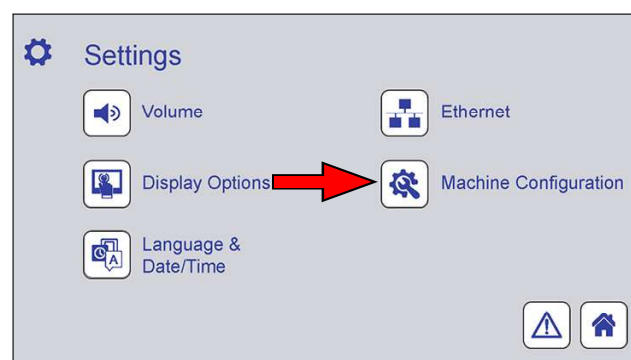 Settings
Volume
Ethernet
Display Options
Machine Configuration
Language &
Date/Time
A